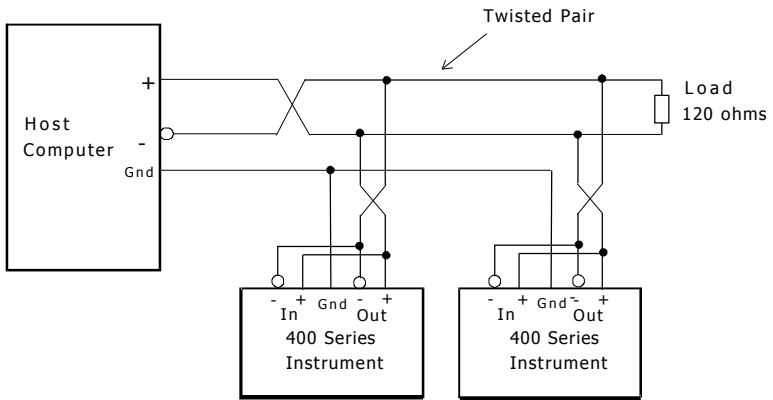 Twisted Pair
+
Host
Computer
-
Gnd
Load
120 ohms
- + Gnd - +
In Out
400 Series
Instrument
- + Gnd - +
In Out
400 Series
Instrument